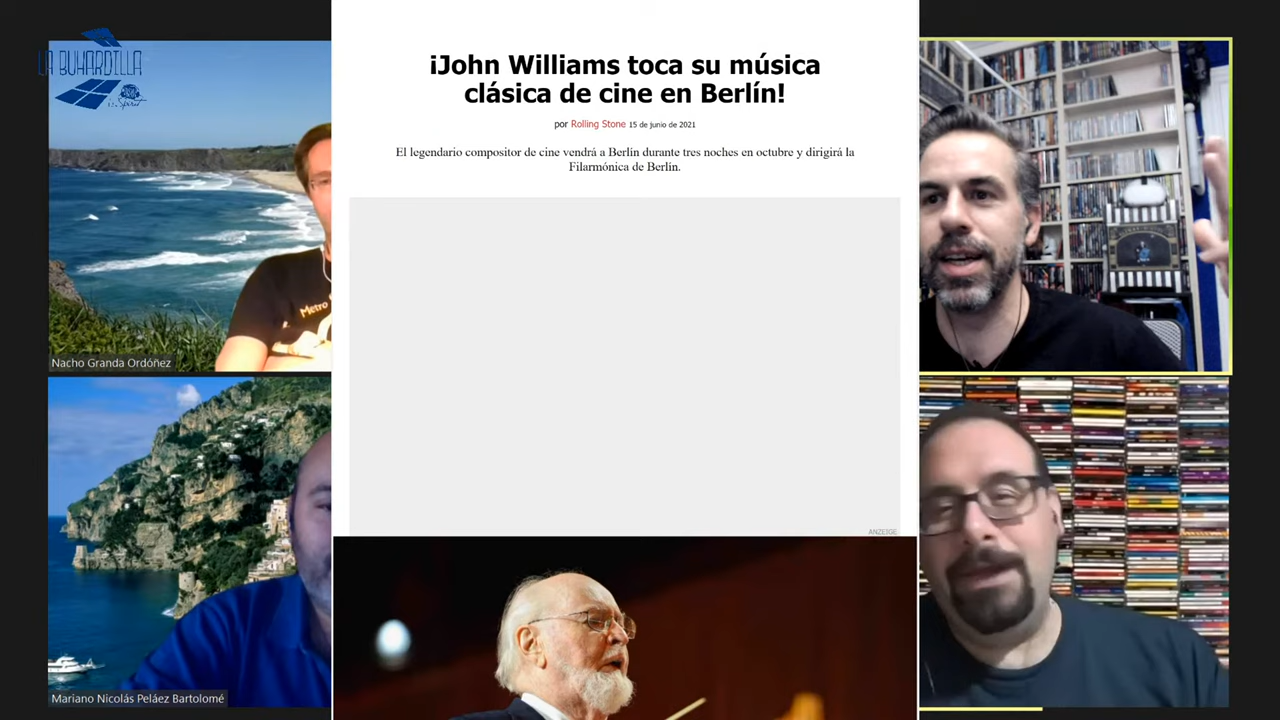 LA BUHARDILLA
¡John Williams toca su música
clásica de cine en Berlín!
por Rolling Stone 15 de junio de 2021
El legendario compositor de cine vendrá a Berlín durante tres noches en octubre y dirigirá la
Filarmónica de Berlín.
Metro
Nacho Granda Ordóñez
ANZEIGE
Mariano Nicolás Peláez Bartolomé